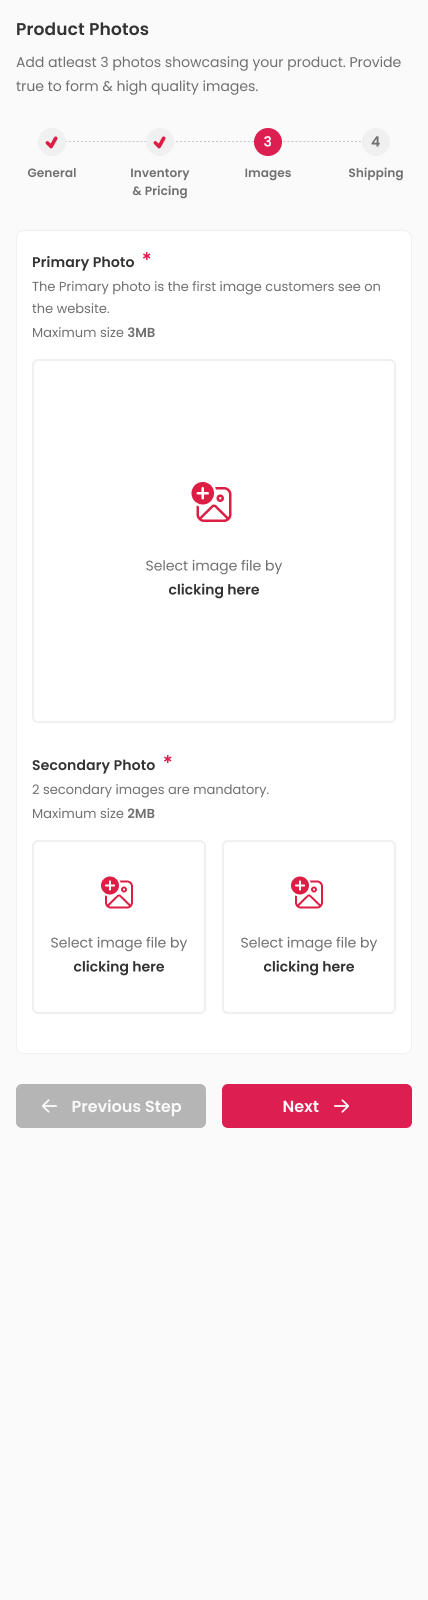 Product Photos
Add atleast 3 photos showcasing your product. Provide
true to form & high quality images.
3
4
General
Inventory
& Pricing
Images
Shipping
Primary Photo *
The Primary photo is the first image customers see on
the website.
Maximum size 3MB
Select image file by
clicking here
Secondary Photo *
2 secondary images are mandatory.
Maximum size 2MB
Select image file by
clicking here
Select image file by
clicking here
Previous Step
Next